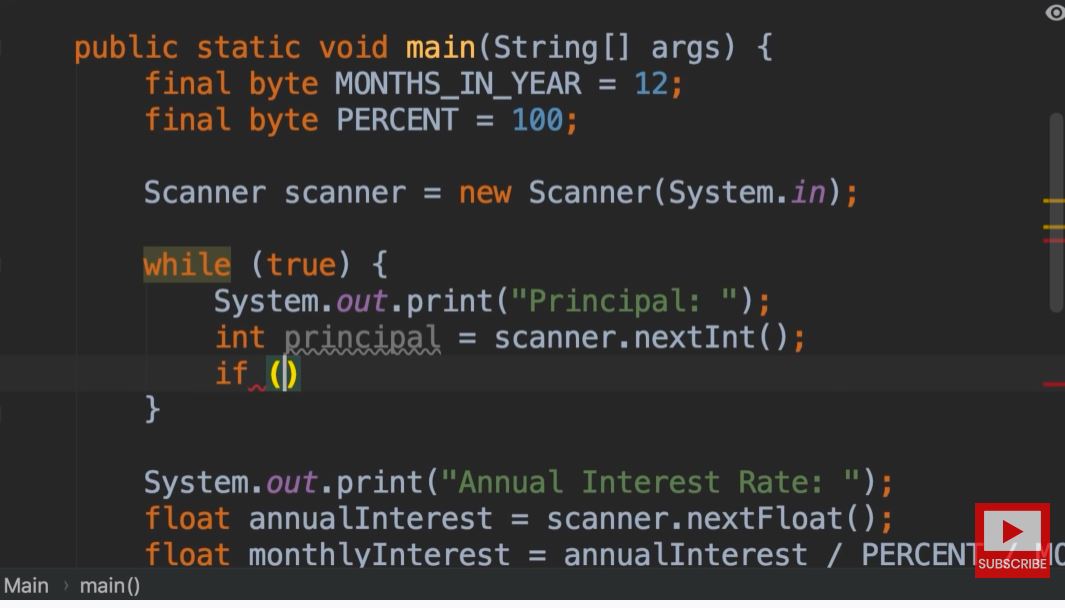 public static void main(String[] args) {
final byte MONTHS_IN_YEAR = 12;
final byte PERCENT = 100;
Scanner scanner = new Scanner(System.in);
while (true) {
System.out.print("Principal: ");
int principal = scanner.nextInt();
if ()
}
System.out.print("Annual Interest Rate: ");
float annualInterest = scanner.nextFloat();
float monthlyInterest = annualInterest / PERCENT / MO
SUBSCRIBE
Main › main()